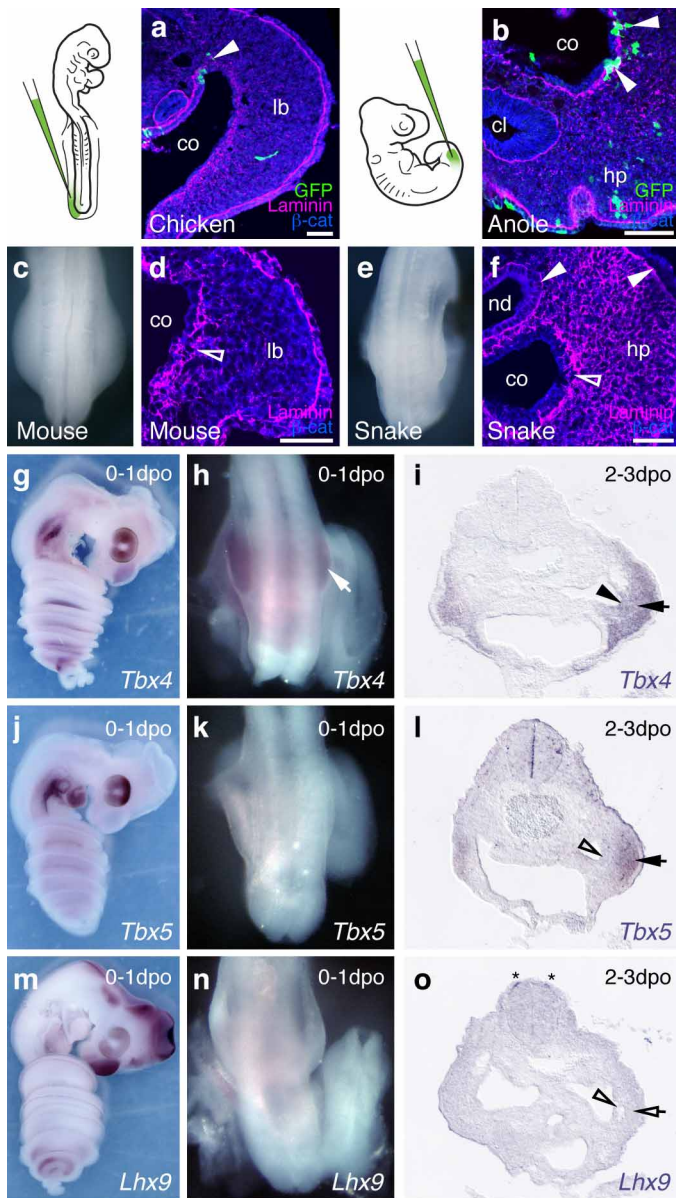 a
co
lb
GFP
Laminin
β-cat
Chicken
b
co
cl
hp
GFP
Laminin
β-cat
Anole
c
Mouse
d
co
lb
Laminin
β-cat
Mouse
e
Snake
f
nd
hp
co
Laminin
β-cat
Snake
g
0-1dpo
Tbx4
h
0-1dpo
Tbx4
i
2-3dpo
Tbx4
j
0-1dpo
Tbx5
k
0-1dpo
Tbx5
l
2-3dpo
Tbx5
m
0-1dpo
Lhx9
n
0-1dpo
Lhx9
o
* *
2-3dpo
Lhx9